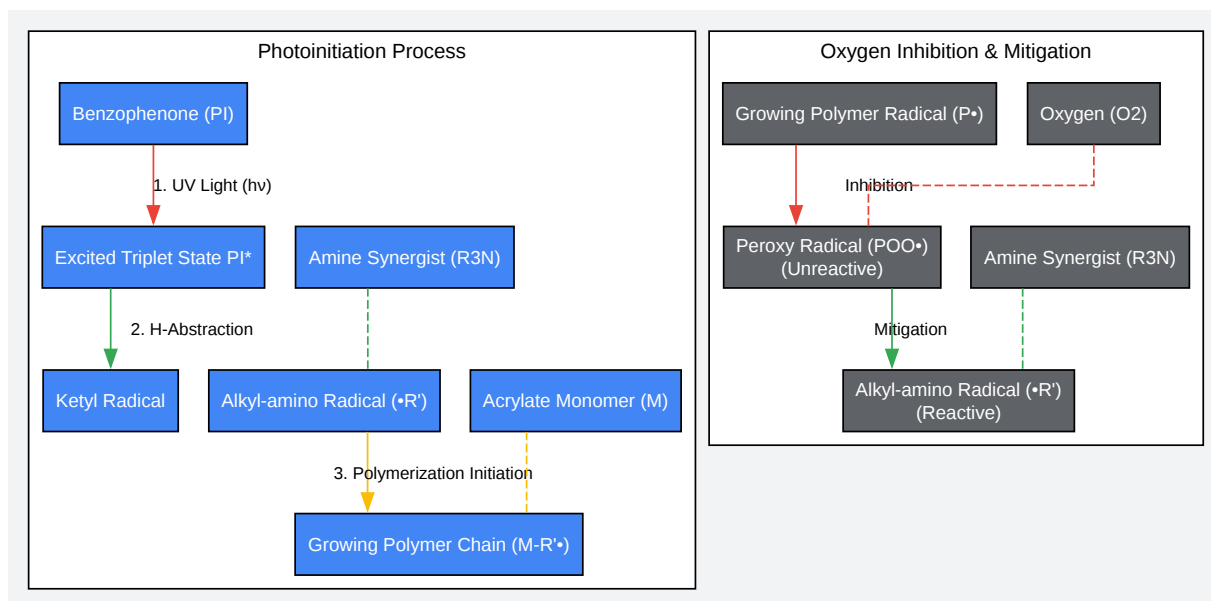 Photoinitiation Process
Benzophenone (PI)
1. UV Light (hν)
Excited Triplet State PI*
Amine Synergist (R3N)
2. H-Abstraction
Ketyl Radical
Alkyl-amino Radical (•R')
Acrylate Monomer (M)
3. Polymerization Initiation
Growing Polymer Chain (M-R'•)
Oxygen Inhibition & Mitigation
Growing Polymer Radical (P•)
Oxygen (O2)
Inhibition
Peroxy Radical (POO•)
(Unreactive)
Amine Synergist (R3N)
Mitigation
Alkyl-amino Radical (•R')
(Reactive)